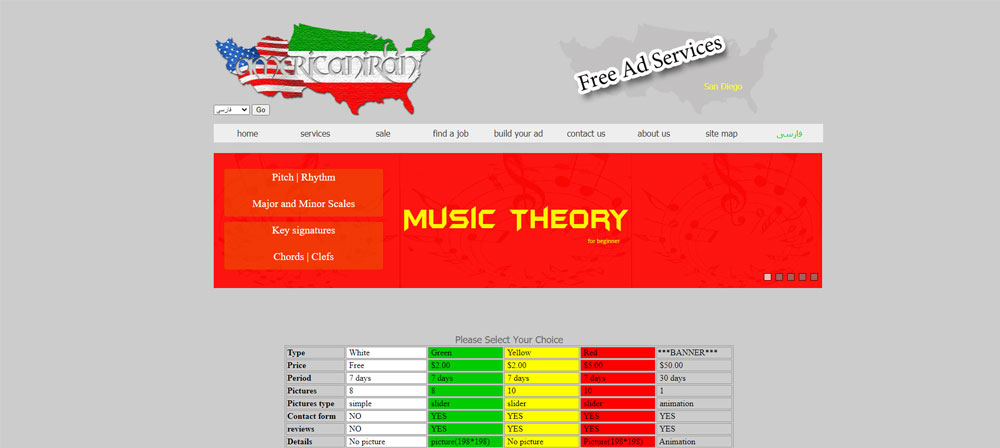 americanIran
Free Ad Services
San Diego
فارسی Go
home services sale find a job build your ad contact us about us site map فارسی
Pitch | Rhythm
Major and Minor Scales
Key signatures
Chords | Clefs
MUSIC THEORY
for beginner
Please Select Your Choice
Type White Green Yellow Red ***BANNER***
Price Free $2.00 $2.00 $5.00 $50.00
Period 7 days 7 days 7 days 7 days 30 days
Pictures 8 8 10 10 1
Pictures type simple slider slider slider animation
Contact form NO YES YES YES YES
reviews NO YES YES YES YES
Details No picture picture(198*198) No picture Picture(198*198) Animation